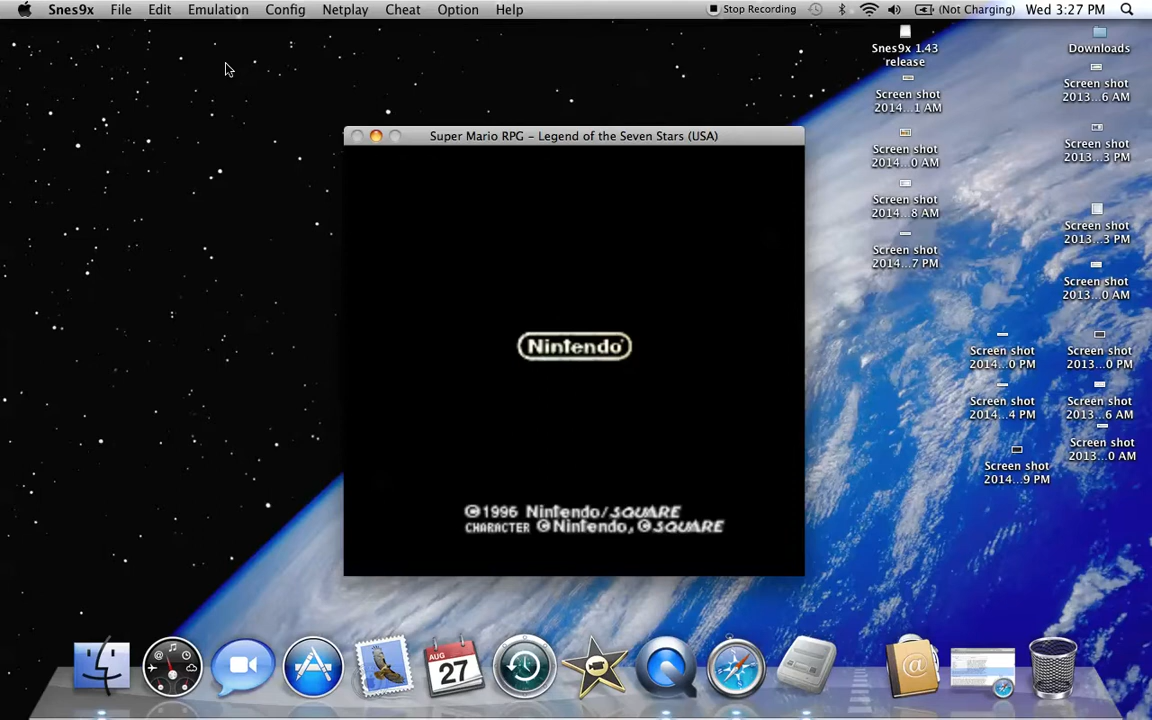 Snes9x File Edit Emulation Config Netplay Cheat Option Help Stop Recording (Not Charging) Wed 3:27 PM
Snes9x 1.43
release
Downloads
Screen shot
2014...1 AM
Screen shot
2013...6 AM
Screen shot
2014...0 AM
Screen shot
2013...3 PM
Screen shot
2014...8 AM
Screen shot
2013...3 PM
Screen shot
2014...7 PM
Screen shot
2013...0 AM
Screen shot
2014...0 PM
Screen shot
2013...0 PM
Screen shot
2014...4 PM
Screen shot
2013...6 AM
Screen shot
2013...0 AM
Screen shot
2014...9 PM
Super Mario RPG - Legend of the Seven Stars (USA)
Nintendo®
©1996 Nintendo/SQUARE
CHARACTER ©Nintendo, ©SQUARE
AUG
27
@